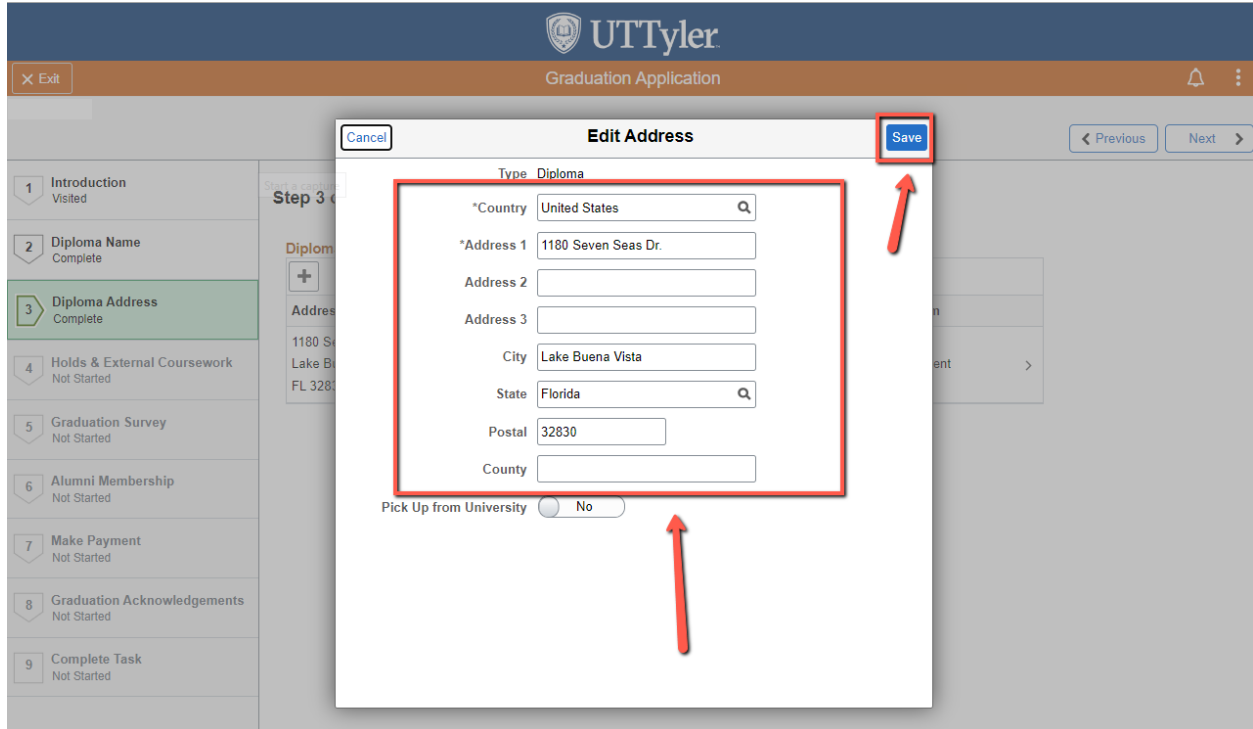 UTTyler
Exit
Graduation Application
Cancel
Edit Address
Save
Previous
Next
1 Introduction
Visited
2 Diploma Name
Complete
3 Diploma Address
Complete
4 Holds & External Coursework
Not Started
5 Graduation Survey
Not Started
6 Alumni Membership
Not Started
7 Make Payment
Not Started
8 Graduation Acknowledgements
Not Started
9 Complete Task
Not Started
Start a capture
Step 3
Diplom
Addres
1180 S
Lake B
FL 328
n
ent
Type Diploma
*Country United States
*Address 1 1180 Seven Seas Dr.
Address 2
Address 3
City Lake Buena Vista
State Florida
Postal 32830
County
Pick Up from University No